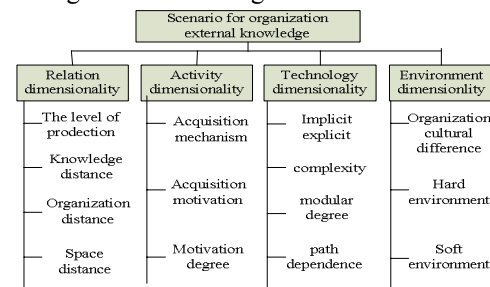 Scenario for organization
external knowledge
Relation
dimensionality
The level of
production
Knowledge
distance
Organization
distance
Space
distance
Activity
dimensionality
Acquisition
mechanism
Acquisition
motivation
Motivation
degree
Technology
dimensionality
Implicit
explicit
complexity
modular
degree
path
dependence
Environment
dimensionlity
Organization
cultural
difference
Hard
environment
Soft
environment